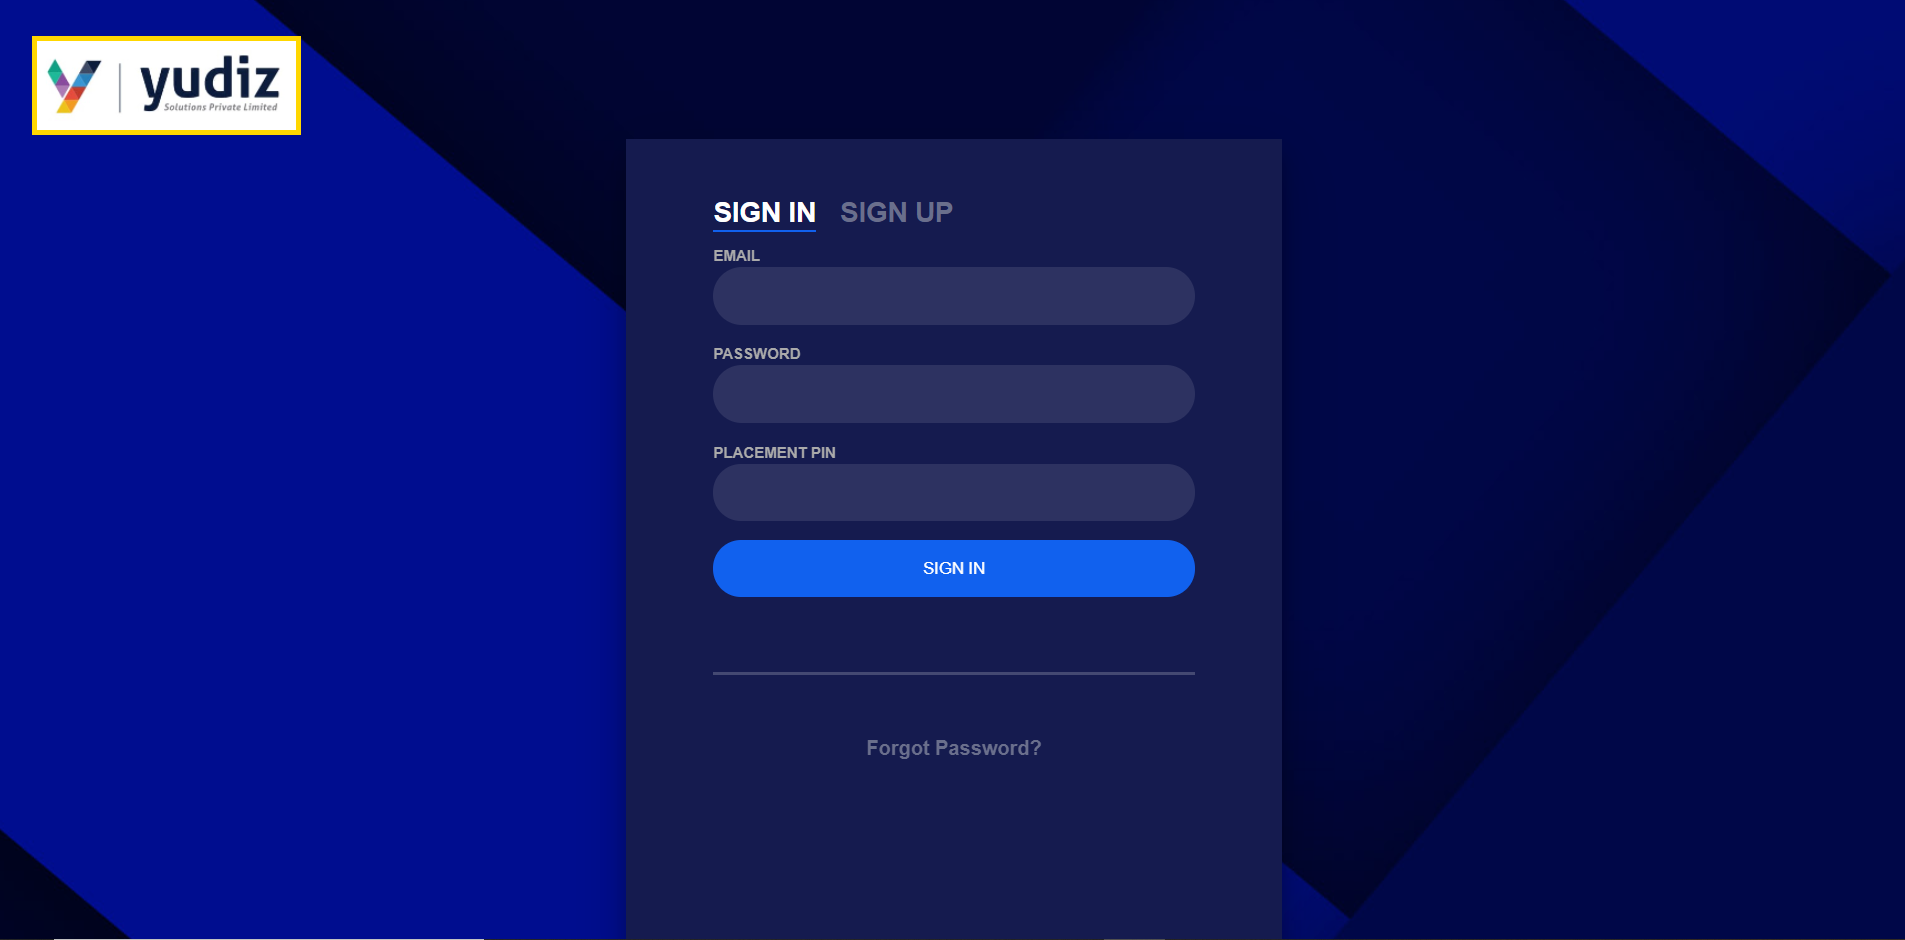 yudiz
Solutions Private Limited
SIGN IN SIGN UP
EMAIL
PASSWORD
PLACEMENT PIN
SIGN IN
Forgot Password?